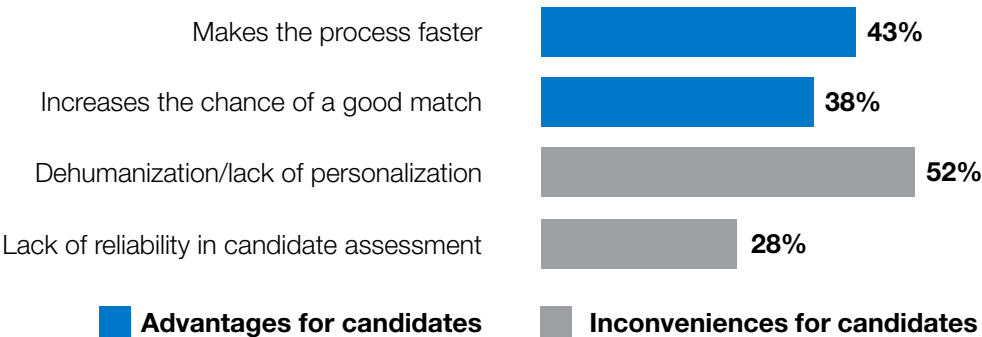 Makes the process faster 43%
Increases the chance of a good match 38%
Dehumanization/lack of personalization 52%
Lack of reliability in candidate assessment 28%
Advantages for candidates Inconveniences for candidates